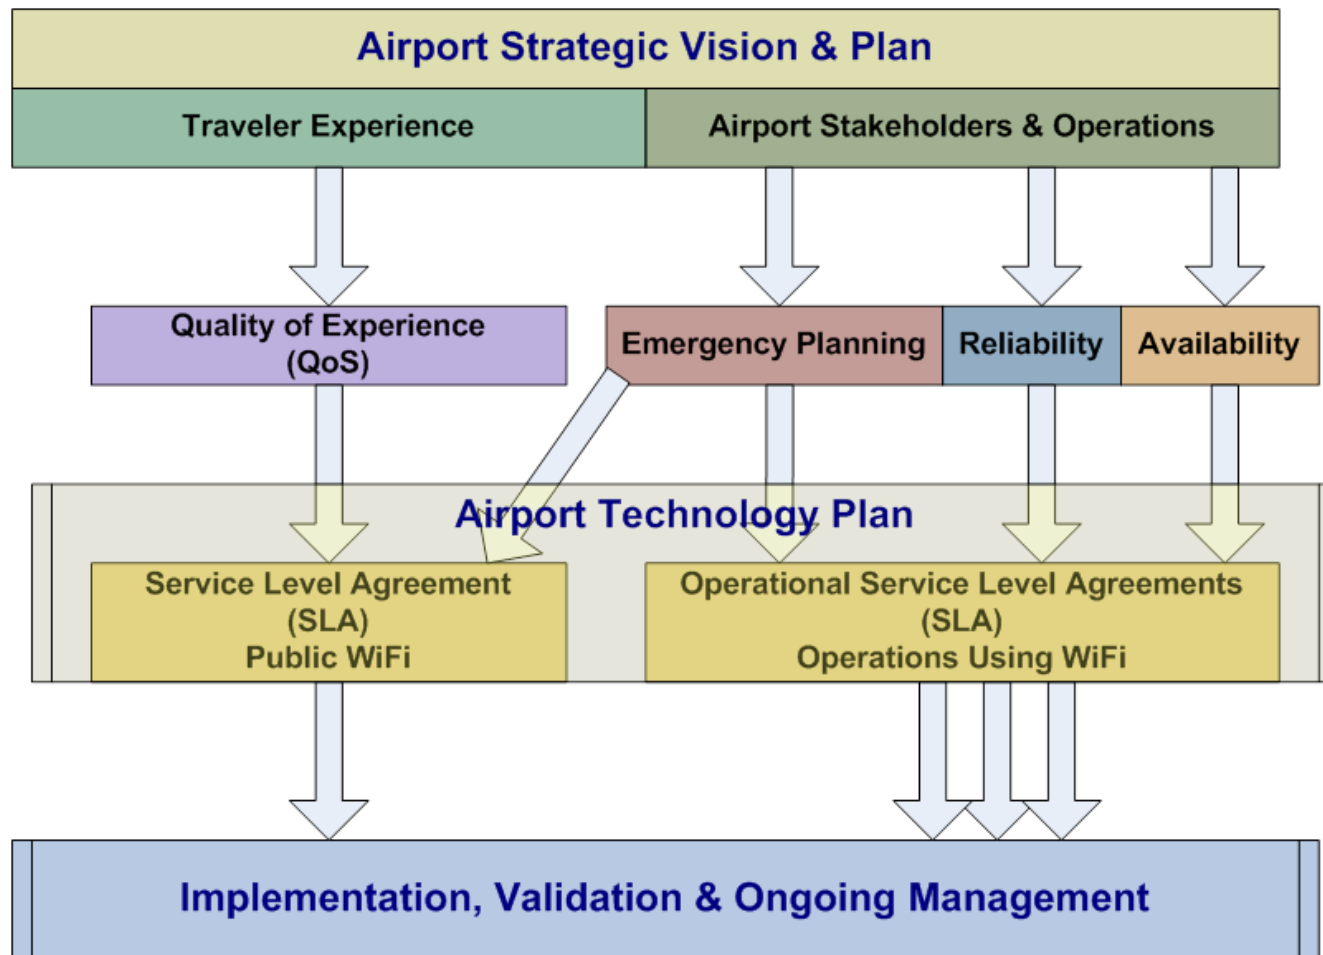 Airport Strategic Vision & Plan
Traveler Experience
Airport Stakeholders & Operations
Quality of Experience
(QoS)
Emergency Planning
Reliability
Availability
Airport Technology Plan
Service Level Agreement
(SLA)
Public WiFi
Operational Service Level Agreements
(SLA)
Operations Using WiFi
Implementation, Validation & Ongoing Management